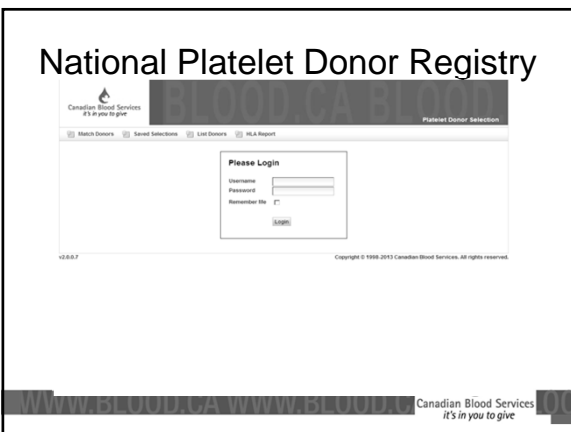 National Platelet Donor Registry
Canadian Blood Services
it's in you to give
BLOOD.CA BLOOD
Platelet Donor Selection
Match Donors Saved Selections List Donors HLA Report
Please Login
Username
Password
Remember Me
Login
v2.0.0.7 Copyright © 1998-2013 Canadian Blood Services. All rights reserved.
WWW.BLOOD.CA WWW.BLOOD.C
Canadian Blood Services
it's in you to give